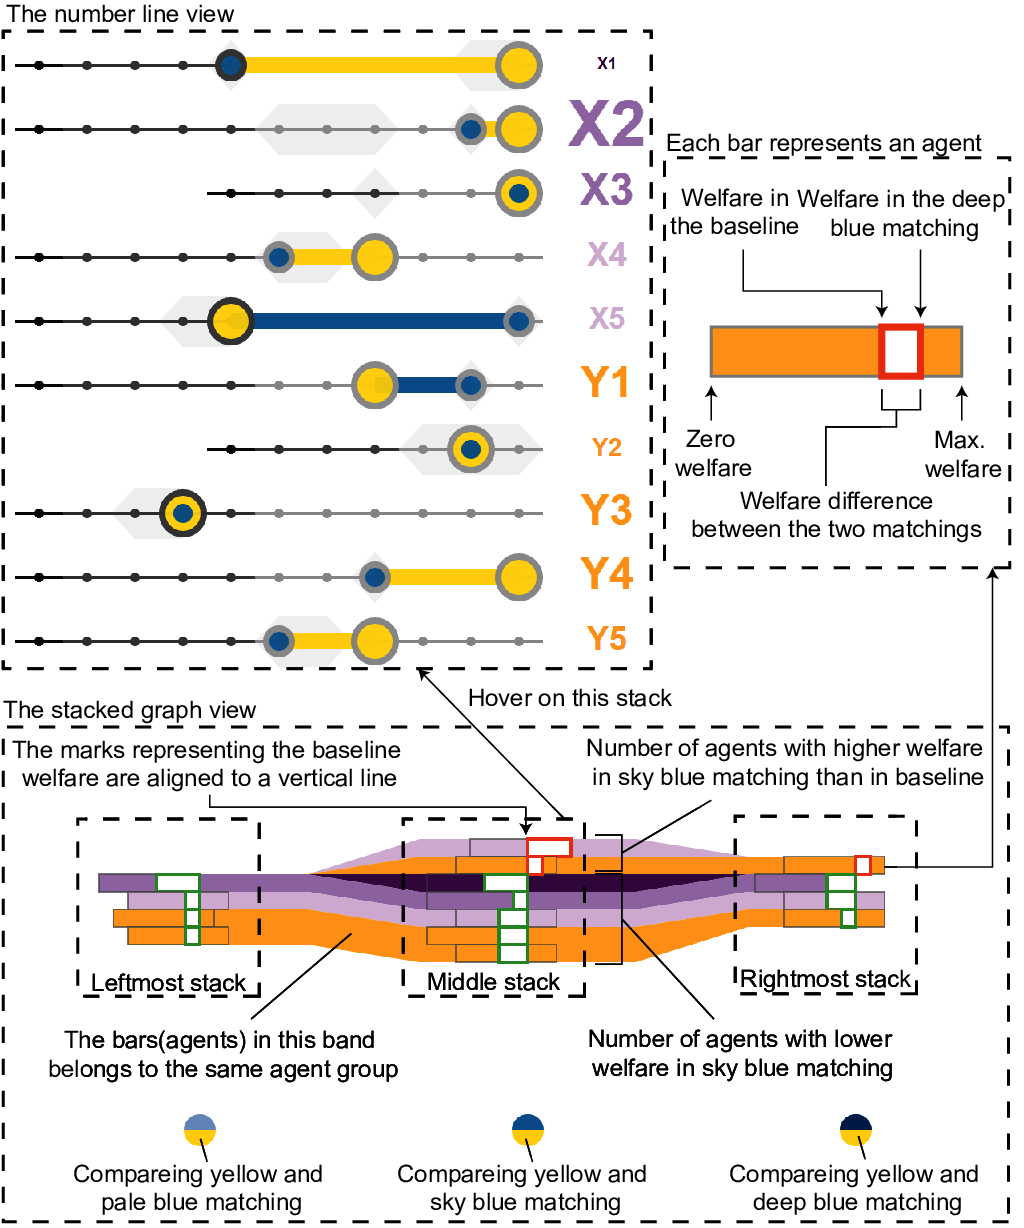 The number line view
X1
X2
X3
X4
X5
Y1
Y2
Y3
Y4
Y5
Each bar represents an agent
Welfare in
the baseline
Welfare in the deep
blue matching
Zero
welfare
Max.
welfare
Welfare difference
between the two matchings
Hover on this stack
The stacked graph view
The marks representing the baseline
welfare are aligned to a vertical line
Number of agents with higher welfare
in sky blue matching than in baseline
Leftmost stack
Middle stack
Rightmost stack
The bars(agents) in this band
belongs to the same agent group
Number of agents with lower
welfare in sky blue matching
Compareing yellow and
pale blue matching
Compareing yellow and
sky blue matching
Compareing yellow and
deep blue matching